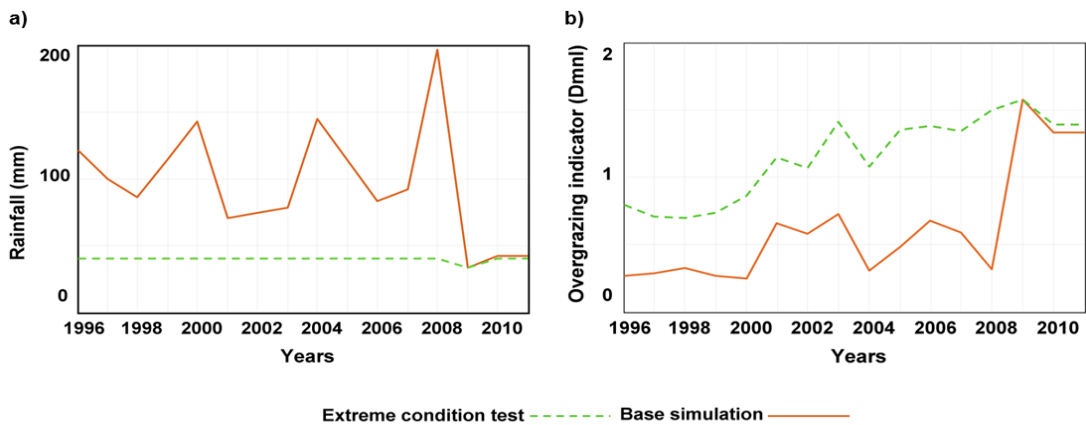 a)
200
100
0
Rainfall (mm)
1996 1998 2000 2002 2004 2006 2008 2010
Years
b)
2
1
0
Overgrazing indicator (Dmnl)
1996 1998 2000 2002 2004 2006 2008 2010
Years
Extreme condition test Base simulation